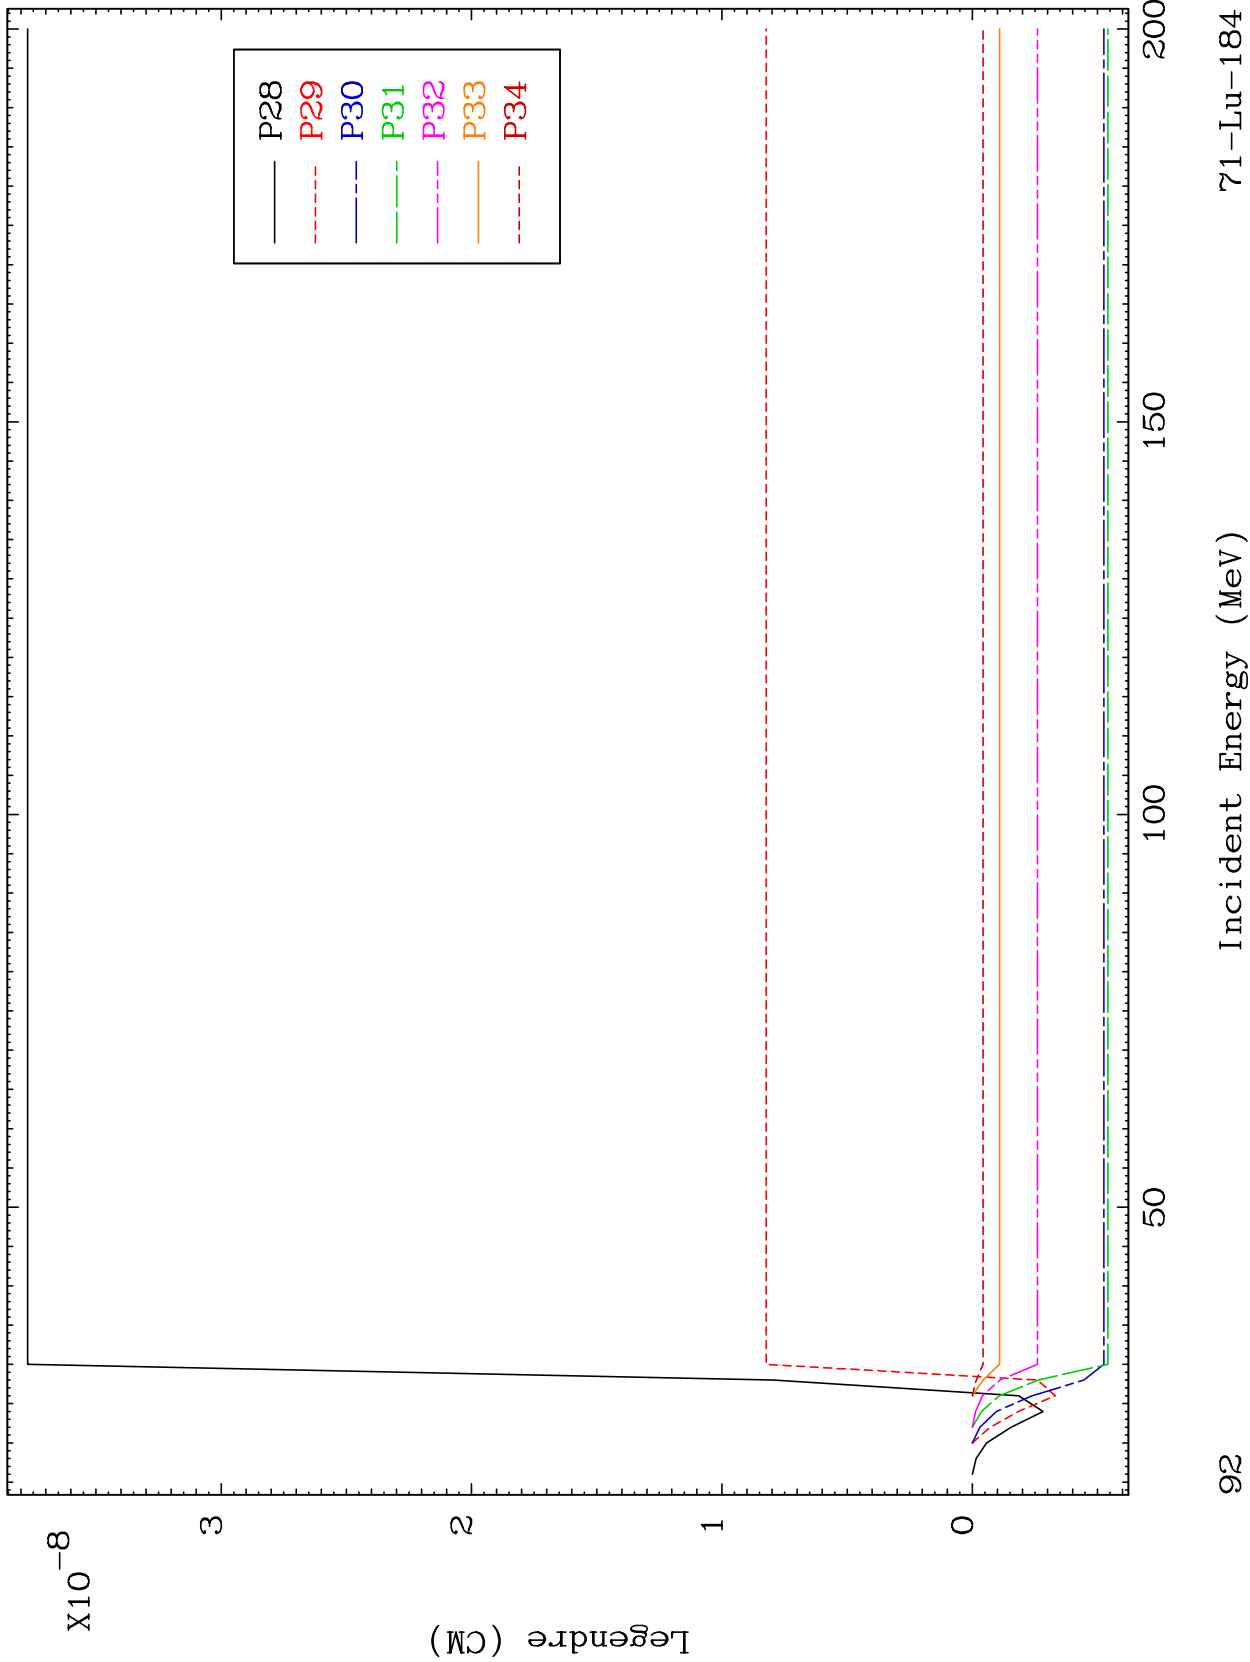 X10
-8
Legendre (CM)
3
2
1
0
P28
P29
P30
P31
P32
P33
P34
50
100
150
200
Incident Energy (MeV)
92
71-Lu-184